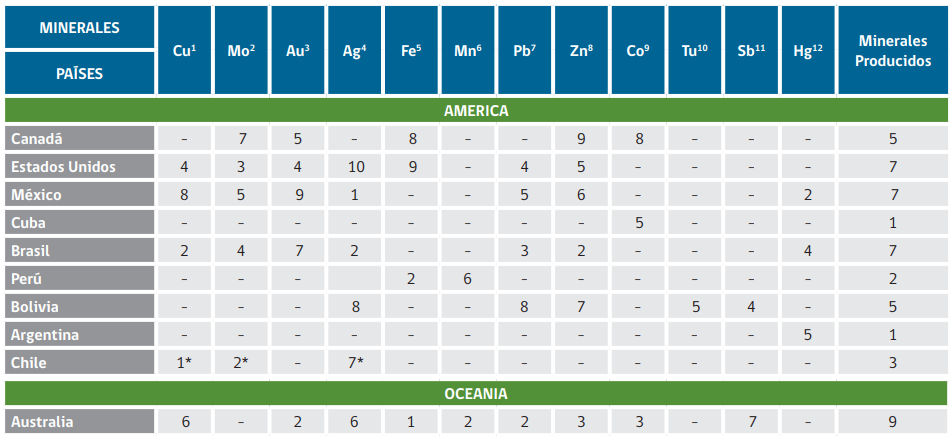 MINERALES Cu1 Mo2 Au3 Ag4 Fe5 Mn6 Pb7 Zn8 Co9 Tu10 Sb11 Hg12 Minerales Producidos
PAÏSES
AMERICA
Canadá – 7 5 – 8 – – 9 8 – – – 5
Estados Unidos 4 3 4 10 9 – 4 5 – – – – 7
México 8 5 9 1 – – 5 6 – – – 2 7
Cuba – – – – – – – – 5 – – – 1
Brasil 2 4 7 2 – – 3 2 – – – 4 7
Perú – – – – 2 6 – – – – – – 2
Bolivia – – – 8 – – 8 7 – 5 4 – 5
Argentina – – – – – – – – – – – 5 1
Chile 1* 2* – 7* – – – – – – – – 3
OCEANIA
Australia 6 – 2 6 1 2 2 3 3 – 7 – 9